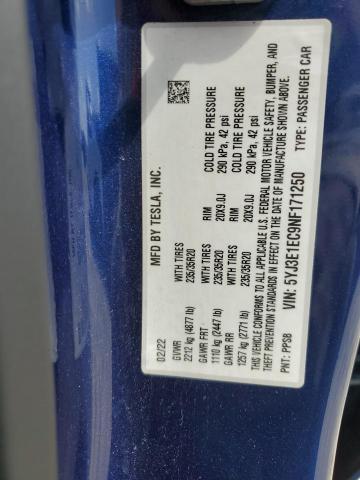 MFD BY TESLA, INC.
02/22
GVWR
2212 kg (4877 lb)
WITH TIRES
235/35R20
RIM
20X9.0J
COLD TIRE PRESSURE
290 kPa, 42 psi
GAWR FRT
1110 kg (2447 lb)
WITH TIRES
235/35R20
RIM
20X9.0J
COLD TIRE PRESSURE
290 kPa, 42 psi
GAWR RR
1257 kg (2771 lb)
THIS VEHICLE CONFORMS TO ALL APPLICABLE U.S. FEDERAL MOTOR VEHICLE SAFETY, BUMPER, AND
THEFT PREVENTION STANDARDS IN EFFECT ON THE DATE OF MANUFACTURE SHOWN ABOVE.
VIN: 5YJ3E1EC9NF171250
PNT: PPSB
TYPE: PASSENGER CAR